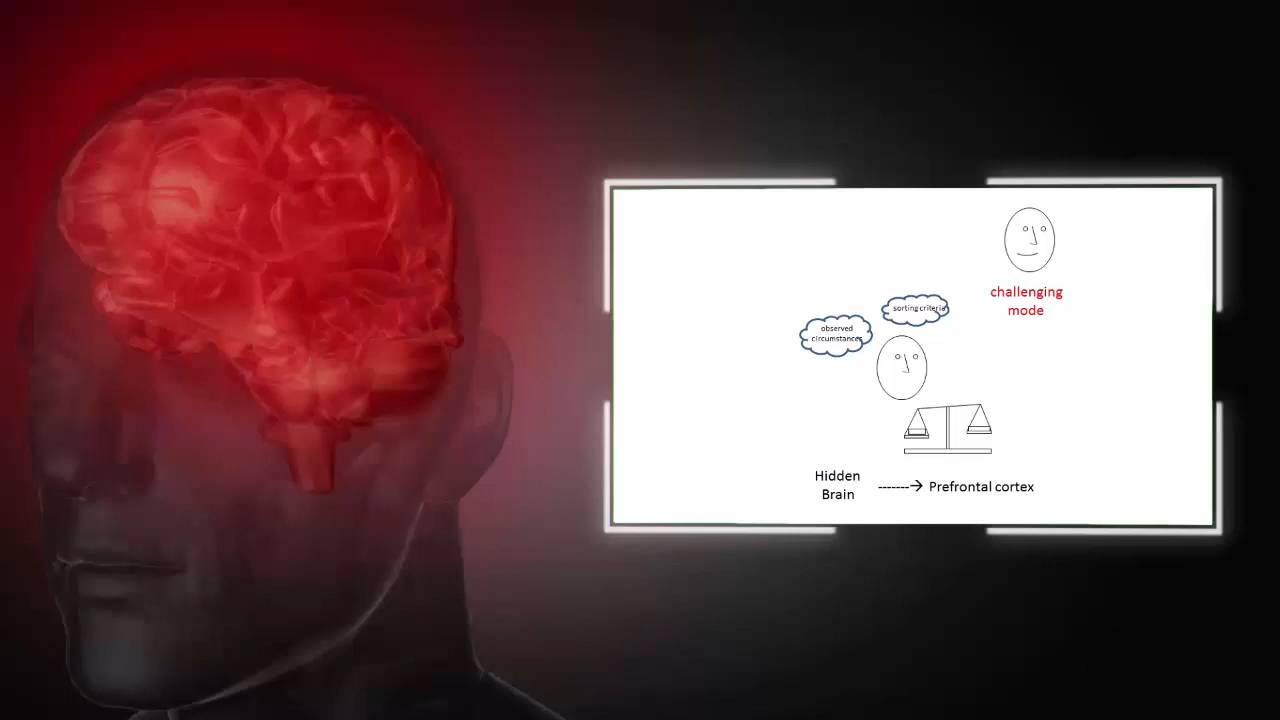 challenging
mode
sorting criteria
observed
circumstances
Hidden
Brain
-------→ Prefrontal cortex